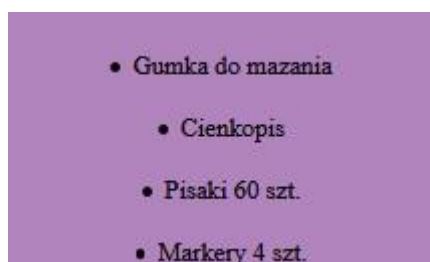 • Gumka do mazania
• Cienkopis
• Pisaki 60 szt.
• Markery 4 szt.